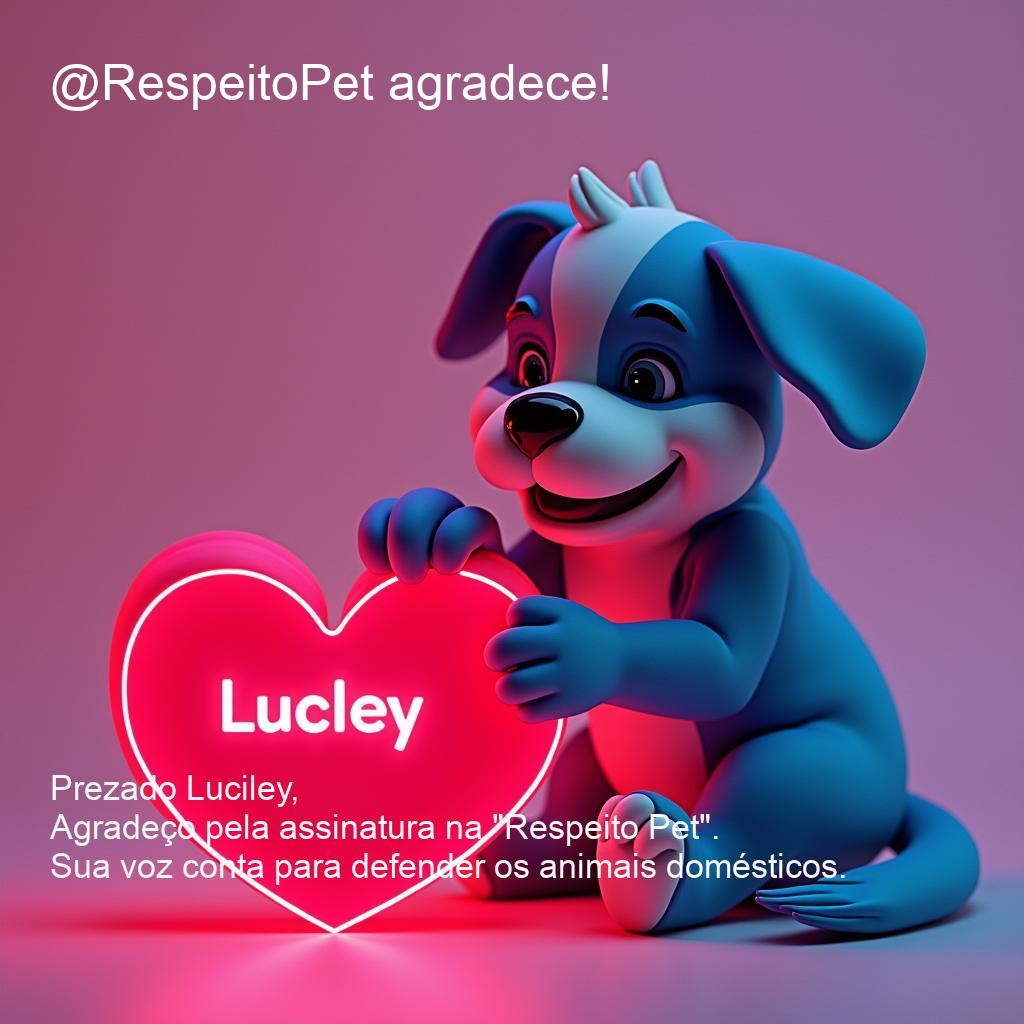 @RespeitoPet agradece!
Lucley
Prezado Luciley,
Agradeço pela assinatura na "Respeito Pet".
Sua voz conta para defender os animais domésticos.